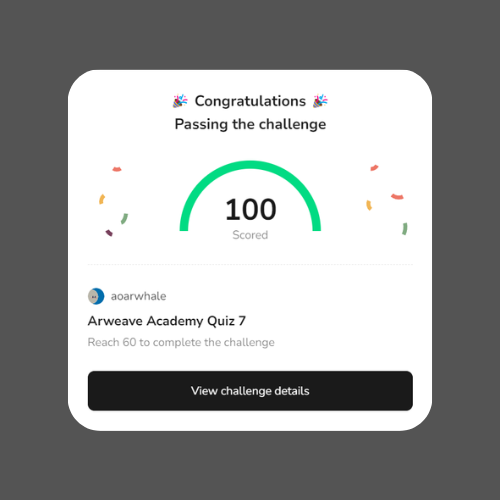 🎉 Congratulations 🎉
Passing the challenge
100
Scored
aoarwhale
Arweave Academy Quiz 7
Reach 60 to complete the challenge
View challenge details